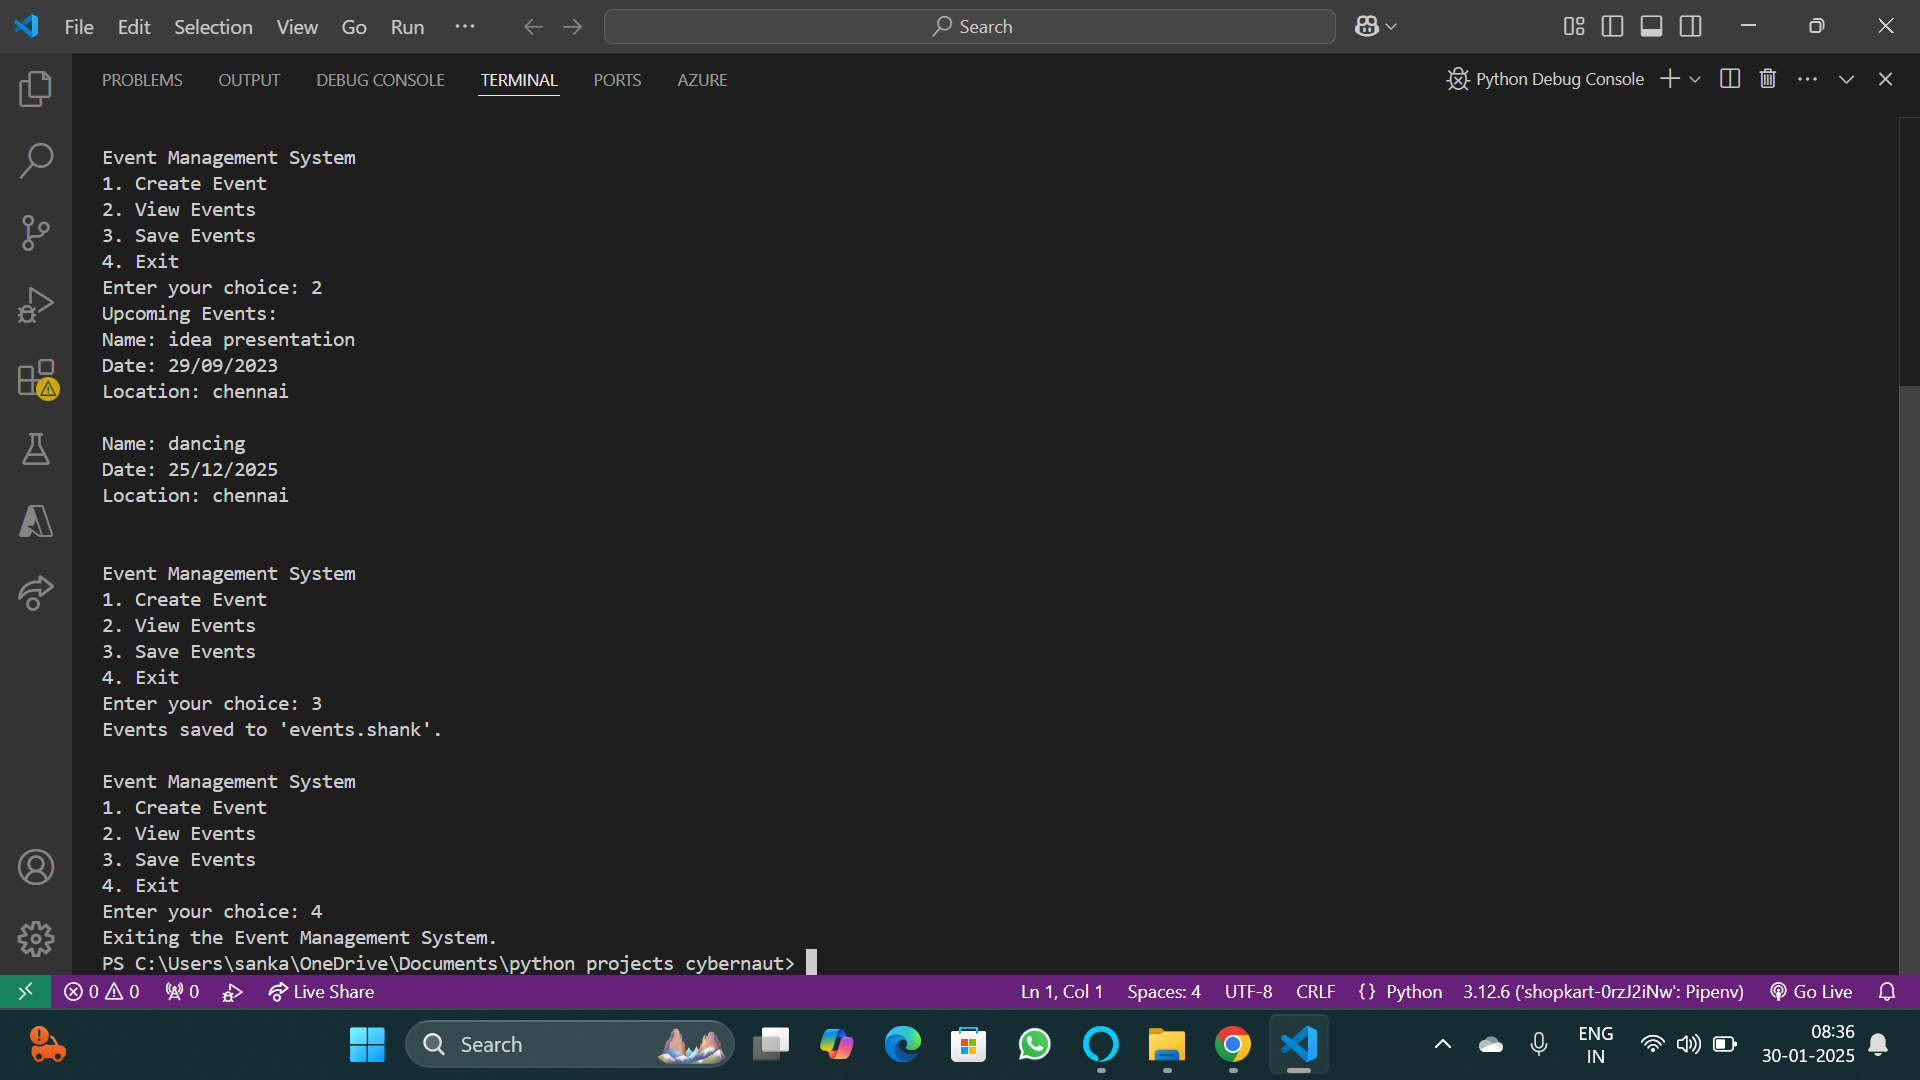 File Edit Selection View Go Run ··· Search
PROBLEMS OUTPUT DEBUG CONSOLE TERMINAL PORTS AZURE Python Debug Console
Event Management System
1. Create Event
2. View Events
3. Save Events
4. Exit
Enter your choice: 2
Upcoming Events:
Name: idea presentation
Date: 29/09/2023
Location: chennai
Name: dancing
Date: 25/12/2025
Location: chennai
Event Management System
1. Create Event
2. View Events
3. Save Events
4. Exit
Enter your choice: 3
Events saved to 'events.shank'.
Event Management System
1. Create Event
2. View Events
3. Save Events
4. Exit
Enter your choice: 4
Exiting the Event Management System.
PS C:\Users\sanka\OneDrive\Documents\python projects cybernaut>
0 0 0 Live Share Ln 1, Col 1 Spaces: 4 UTF-8 CRLF {} Python 3.12.6 ('shopkart-0rzJ2iNw': Pipenv) Go Live
Search ENG 08:36
IN 30-01-2025